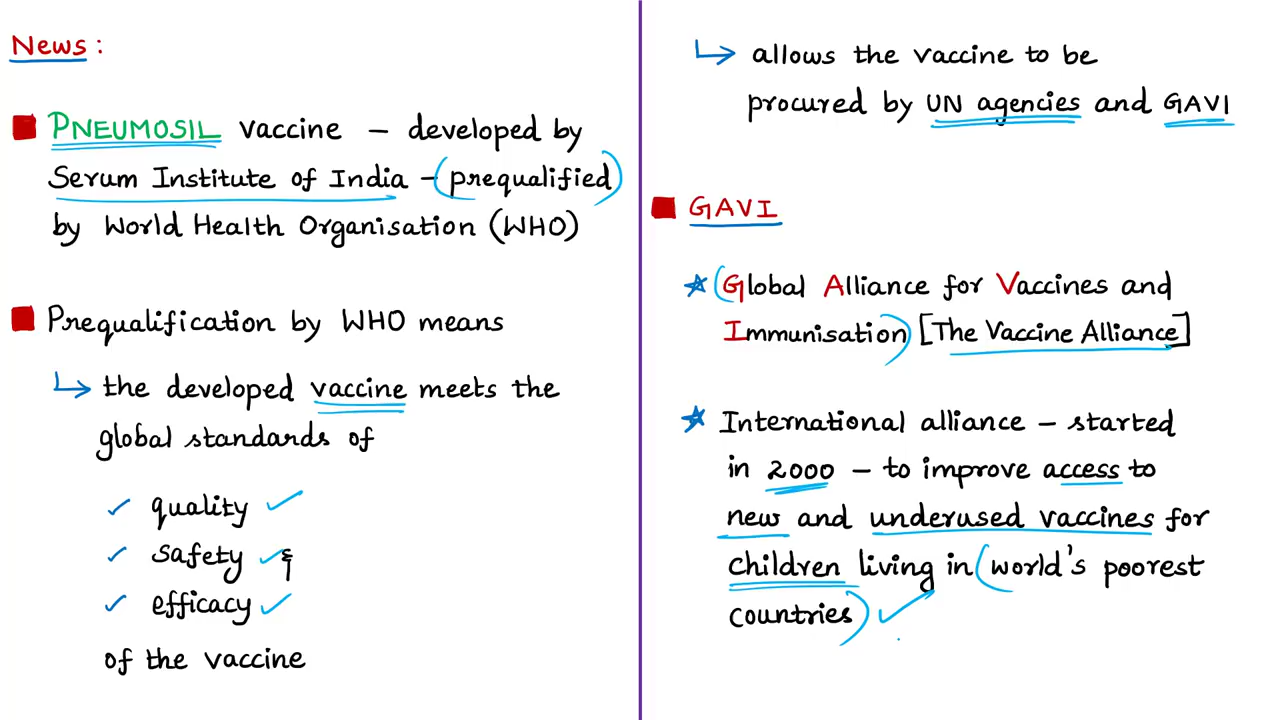 News :
PNEUMOSIL vaccine – developed by
Serum Institute of India – (prequalified)
by World Health Organisation (WHO)
Prequalification by WHO means
↳ the developed vaccine meets the
global standards of
✓ quality ✓
✓ safety ✓ &
✓ efficacy ✓
of the vaccine
↳ allows the vaccine to be
procured by UN agencies and GAVI
GAVI
☆ (Global Alliance for Vaccines and
Immunisation) [The Vaccine Alliance]
☆ International alliance – started
in 2000 – to improve access to
new and underused vaccines for
children living in (world's poorest
countries) ✓